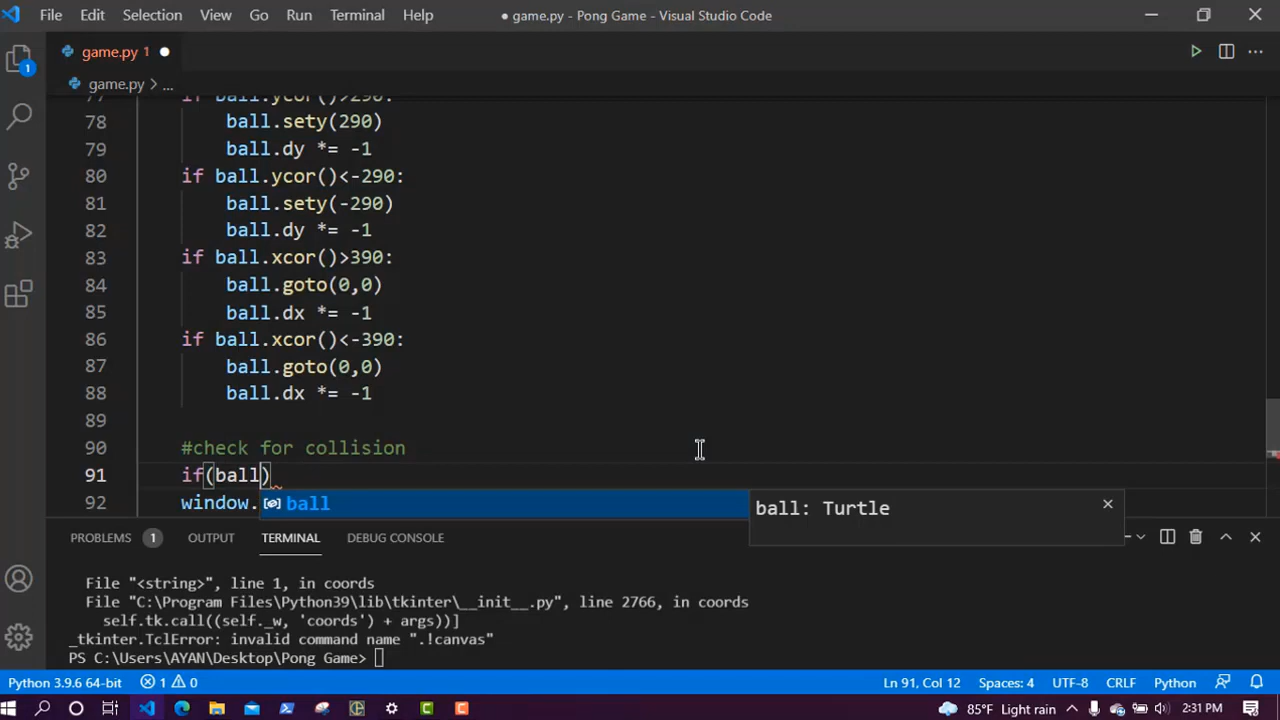 File Edit Selection View Go Run Terminal Help ● game.py - Pong Game - Visual Studio Code
game.py 1 ●
game.py > ...
77 if ball.ycor()>290:
78 ball.sety(290)
79 ball.dy *= -1
80 if ball.ycor()<-290:
81 ball.sety(-290)
82 ball.dy *= -1
83 if ball.xcor()>390:
84 ball.goto(0,0)
85 ball.dx *= -1
86 if ball.xcor()<-390:
87 ball.goto(0,0)
88 ball.dx *= -1
89
90 #check for collision
91 if(ball)
92 window.
ball
ball: Turtle
PROBLEMS 1 OUTPUT TERMINAL DEBUG CONSOLE
File "<string>", line 1, in coords
File "C:\Program Files\Python39\lib\tkinter\__init__.py", line 2766, in coords
self.tk.call((self._w, 'coords') + args))]
_tkinter.TclError: invalid command name ".!canvas"
PS C:\Users\AYAN\Desktop\Pong Game>
Python 3.9.6 64-bit 1 0 Ln 91, Col 12 Spaces: 4 UTF-8 CRLF Python
85°F Light rain 2:31 PM